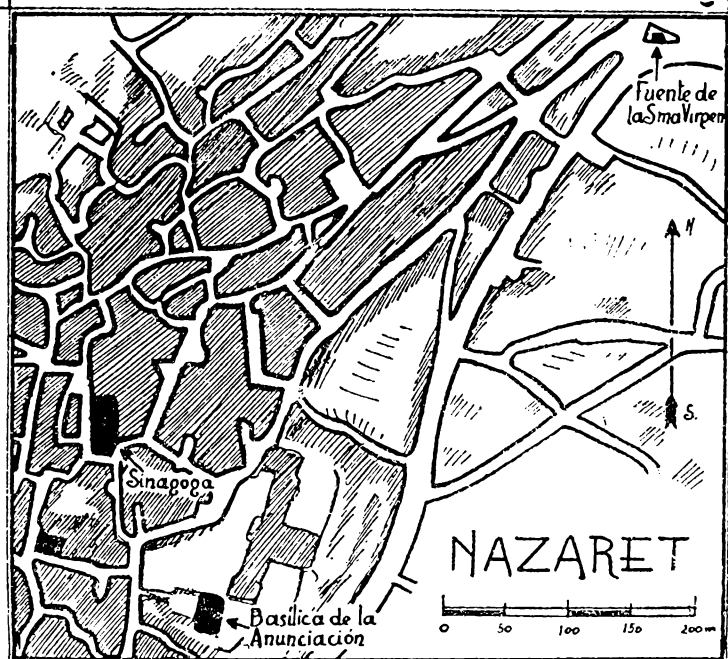 Fuente de
la Sma Virgen
N
S.
Sinagoga
NAZARET
Basílica de la
Anunciación
0 50 100 150 200 m